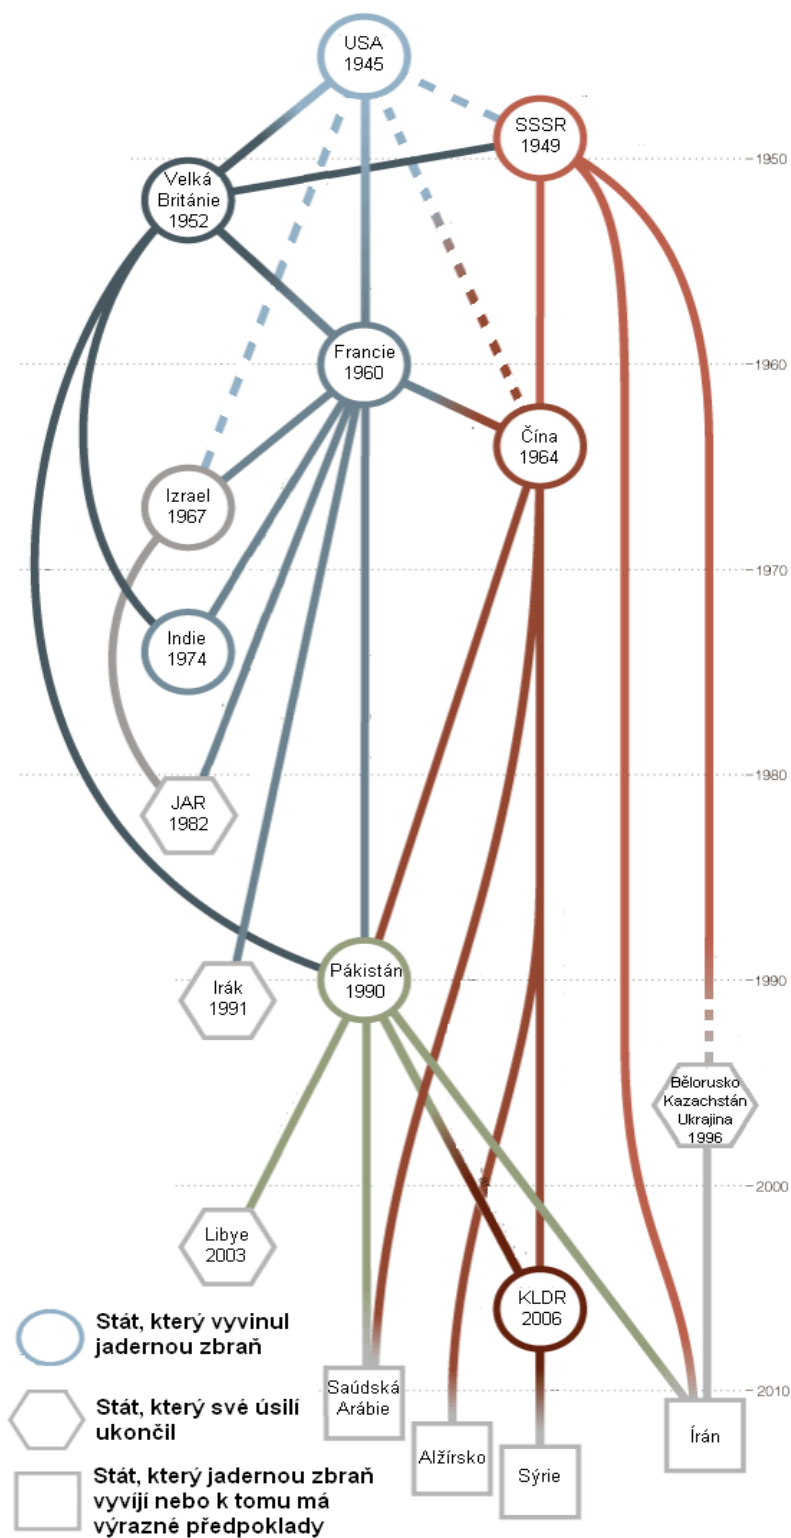 USA
1945
SSSR
1949
1950
Velká
Británie
1952
Francie
1960
1960
Čína
1964
Izrael
1967
1970
Indie
1974
1980
JAR
1982
Pákistán
1990
1990
Irák
1991
Bělorusko
Kazachstán
Ukrajina
1996
2000
Libye
2003
KLDR
2006
Stát, který vyvinul
jadernou zbraň
2010
Saúdská
Arábie
Stát, který své úsilí
ukončil
Írán
Alžírsko
Sýrie
Stát, který jadernou zbraň
vyvíjí nebo k tomu má
výrazné předpoklady